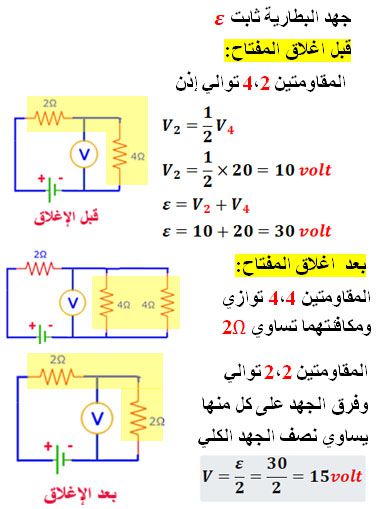 جهد البطارية ثابت ε
قبل اغلاق المفتاح:
المقاومتين 4،2 توالي إذن
V₂ = 1/2 V₄
V₂ = 1/2 × 20 = 10 volt
ε = V₂ + V₄
ε = 10 + 20 = 30 volt
2Ω
V
4Ω
+ -
قبل الإغلاق
بعد اغلاق المفتاح:
المقاومتين 4،4 توازي
ومكافئتهما تساوي 2Ω
2Ω
V
4Ω
4Ω
+ -
المقاومتين 2،2 توالي
وفرق الجهد على كل منها
يساوي نصف الجهد الكلي
V = ε/2 = 30/2 = 15volt
2Ω
V
2Ω
+ -
بعد الإغلاق